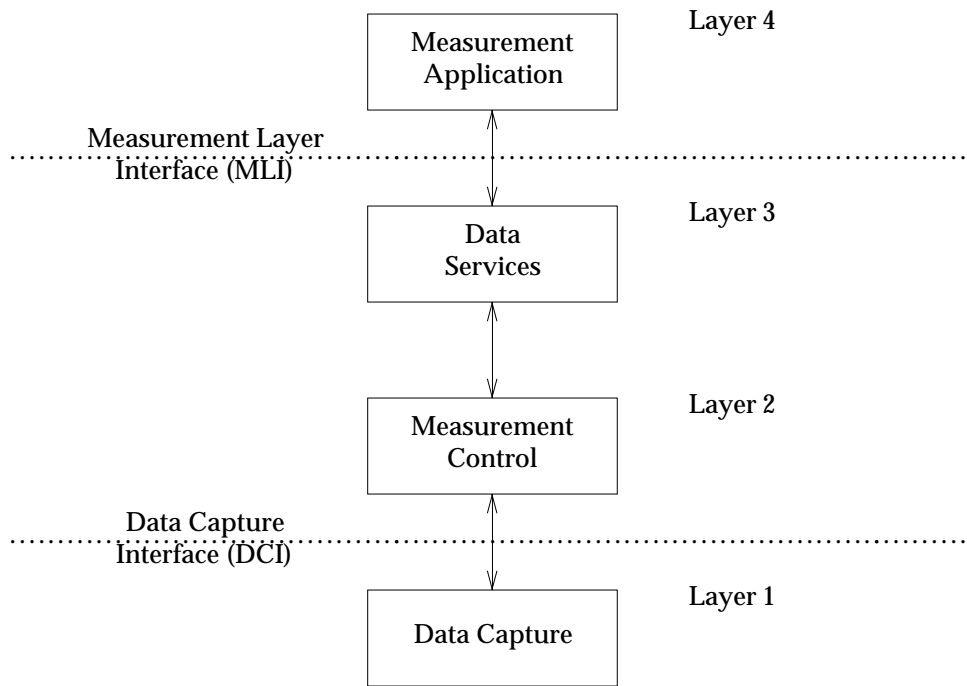 Layer 4
Measurement
Application
Measurement Layer
Interface (MLI)
Layer 3
Data
Services
Layer 2
Measurement
Control
Data Capture
Interface (DCI)
Layer 1
Data Capture